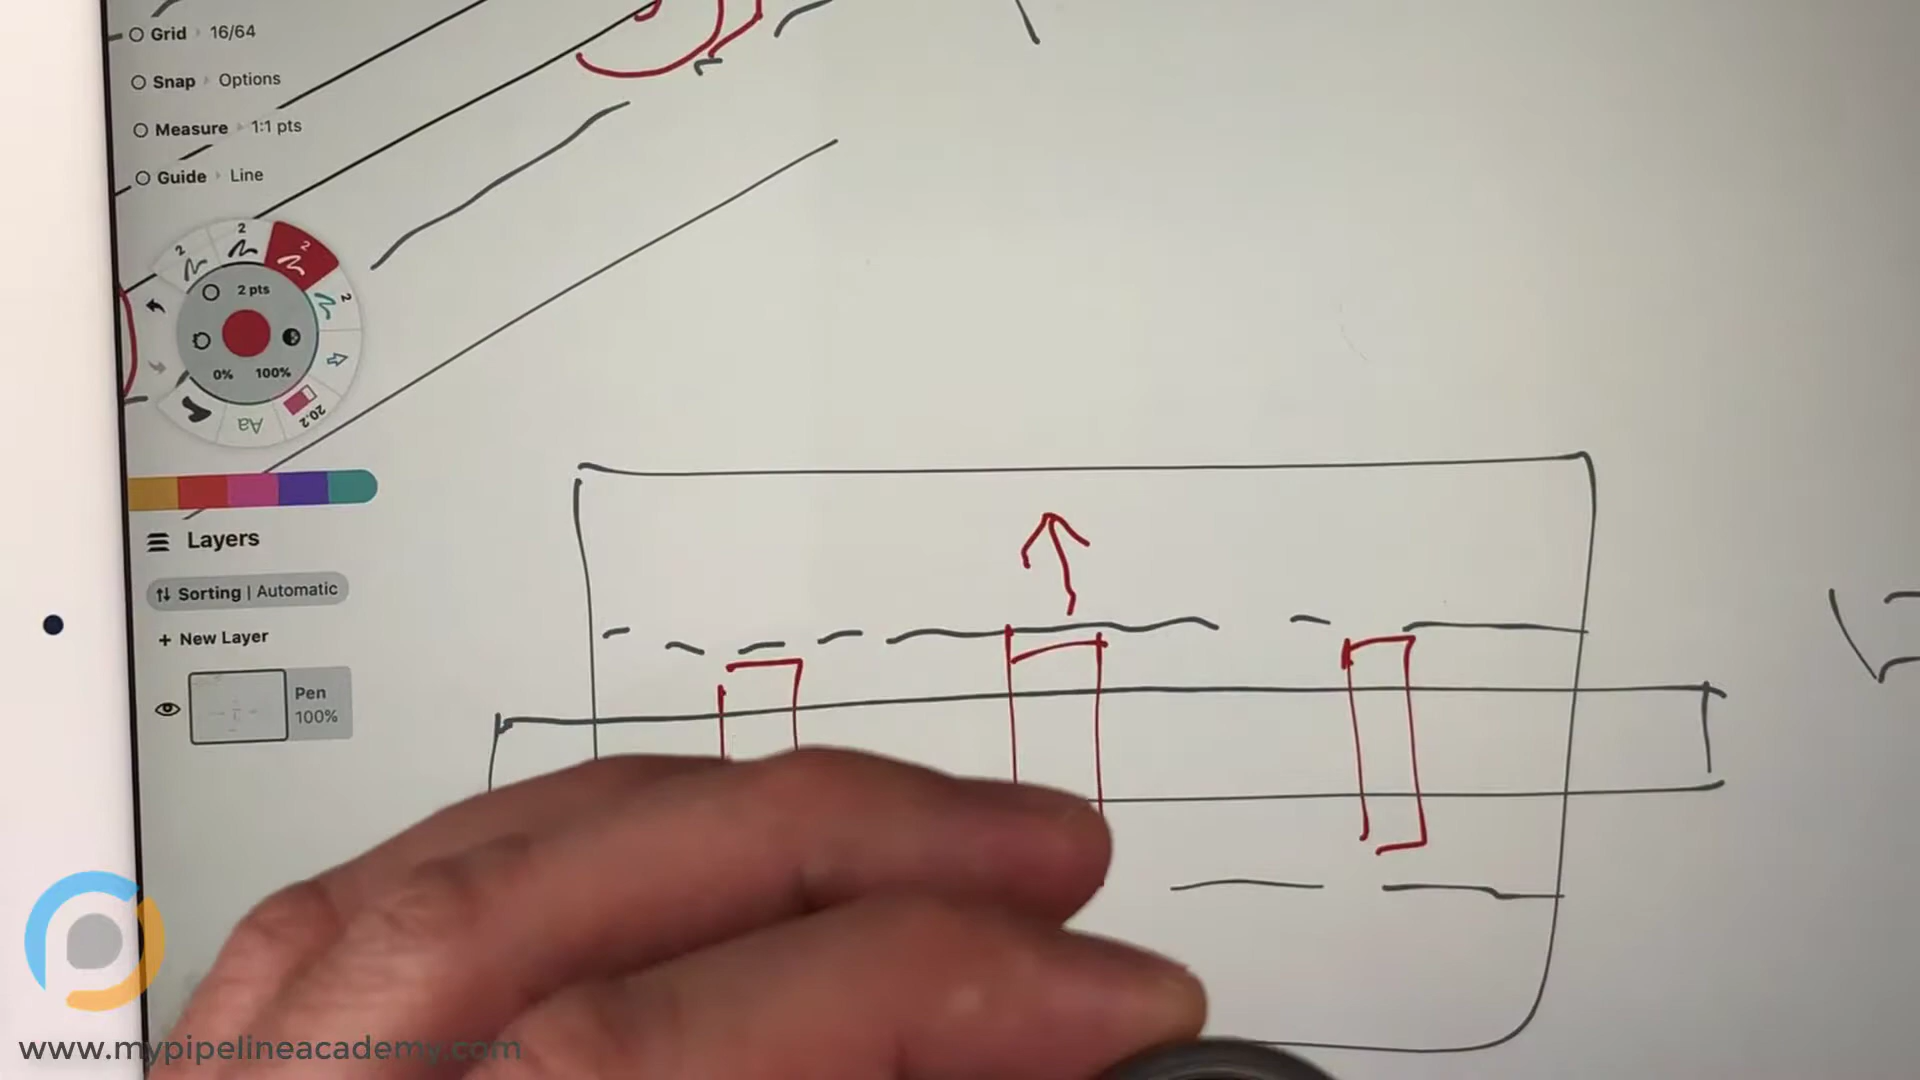 Grid › 16/64
Snap › Options
Measure › 1:1 pts
Guide › Line
2
2
2
2
2 pts
0% 100%
20.2
Aa
Layers
Sorting | Automatic
+ New Layer
Pen
100%
www.mypipelineacademy.com